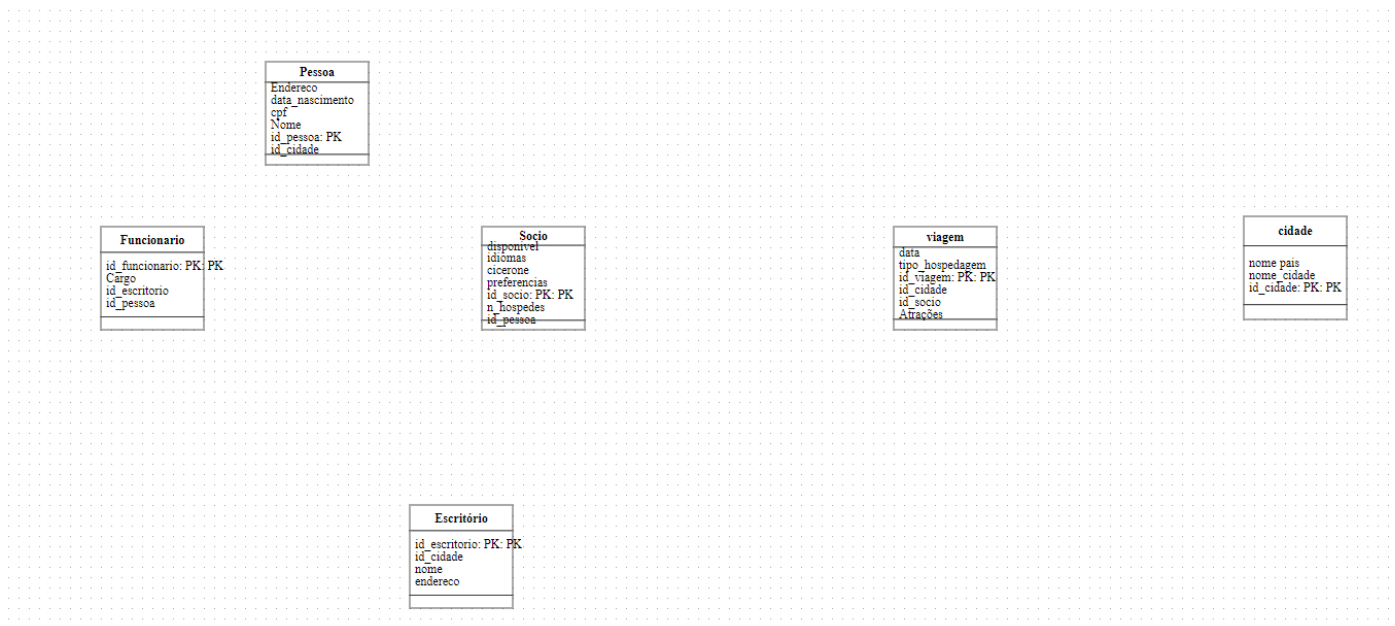 Pessoa
Endereco
data_nascimento
cpf
Nome
id_pessoa: PK
id_cidade
Funcionario
id_funcionario: PK: PK
Cargo
id_escritorio
id_pessoa
Socio
disponivel
idiomas
cicerone
preferencias
id_socio: PK: PK
n_hospedes
id_pessoa
viagem
data
tipo_hospedagem
id_viagem: PK: PK
id_cidade
id_socio
Atrações
cidade
nome pais
nome_cidade
id_cidade: PK: PK
Escritório
id_escritorio: PK: PK
id_cidade
nome
endereco